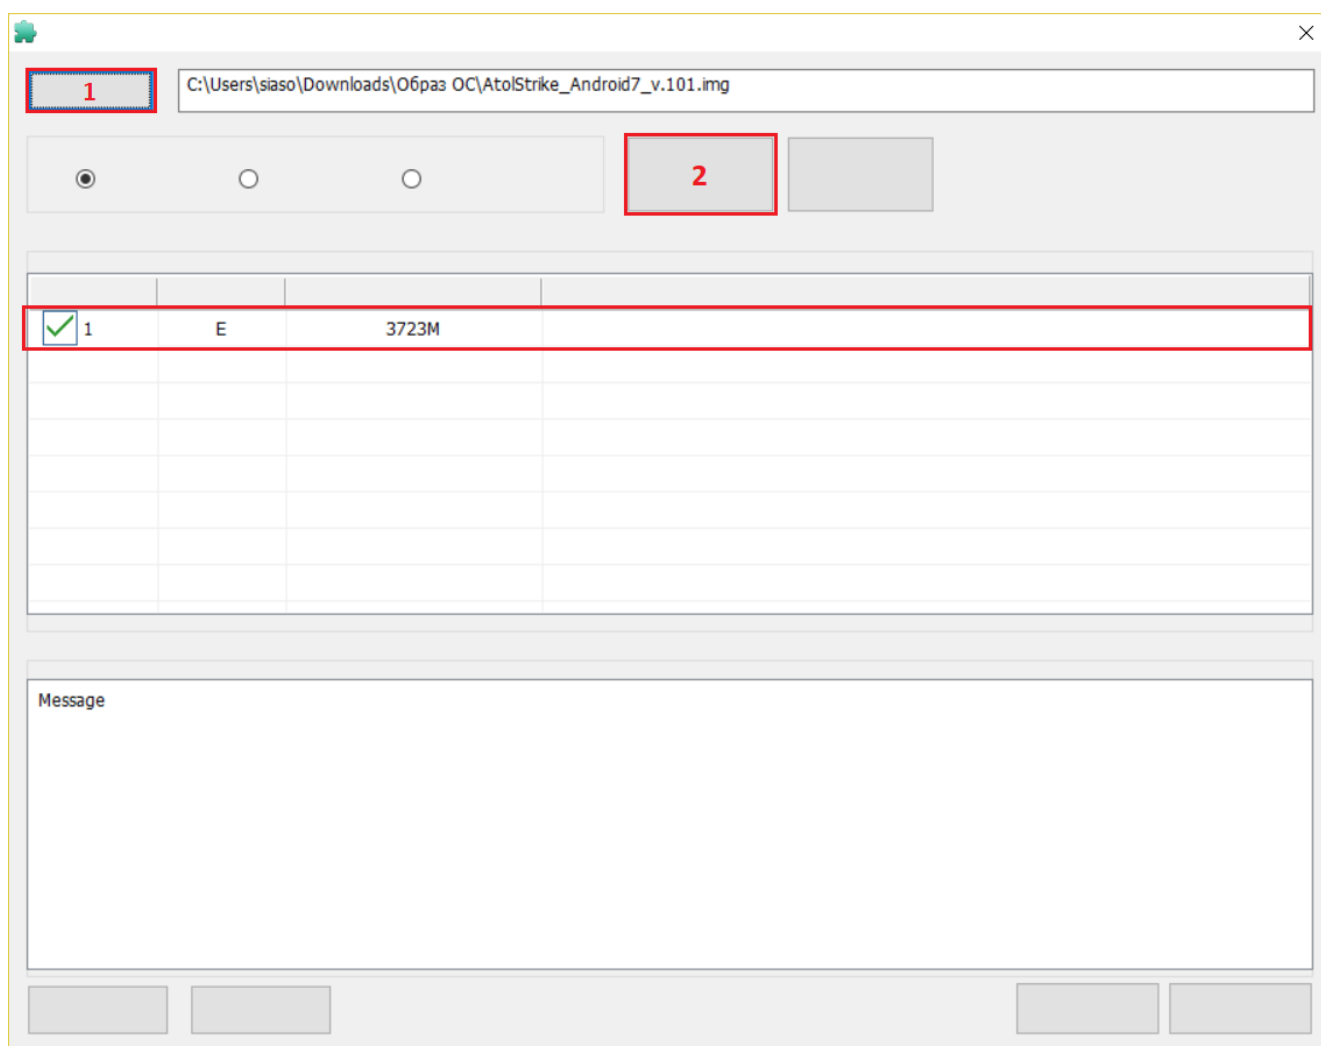 1
C:\Users\siaso\Downloads\Образ ОС\AtolStrike_Android7_v.101.img
2
1 E 3723M
Message